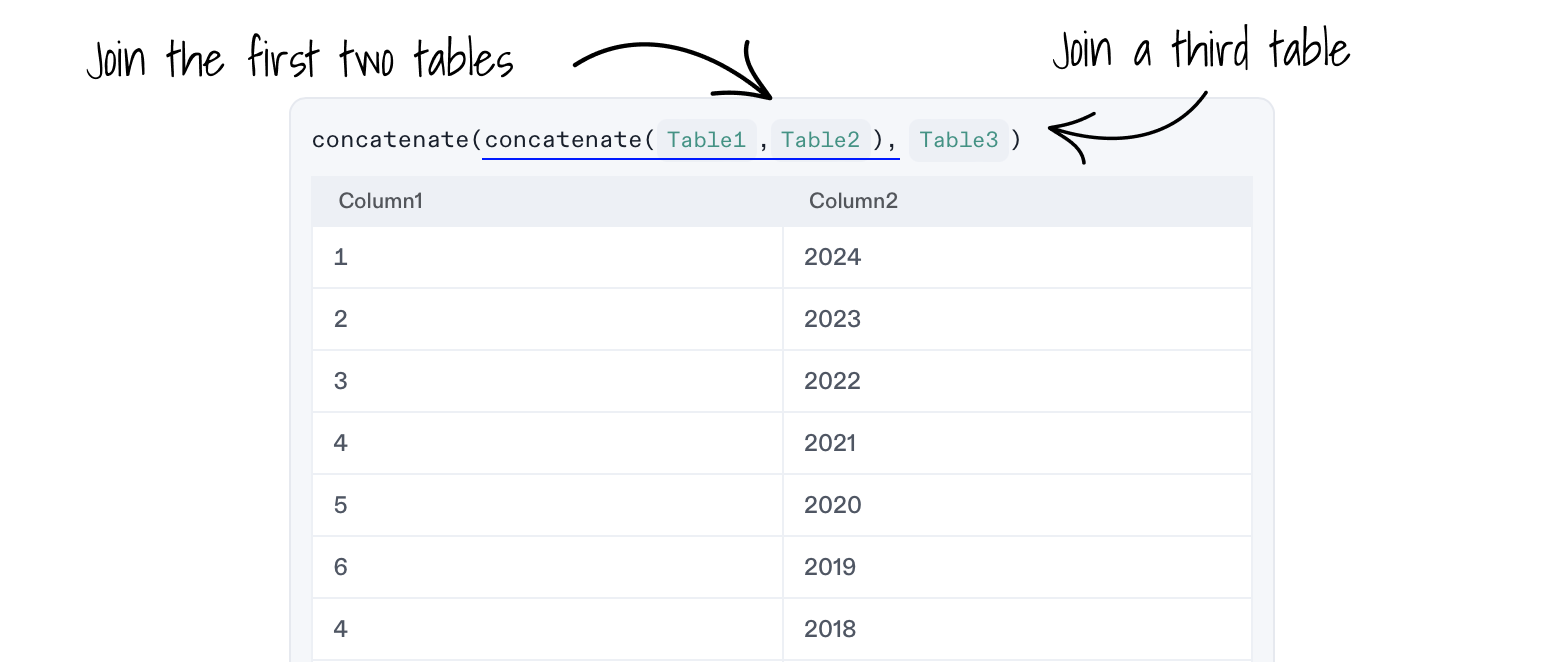 Join the first two tables
Join a third table
concatenate(concatenate( Table1 , Table2 ), Table3 )
Column1 Column2
1 2024
2 2023
3 2022
4 2021
5 2020
6 2019
4 2018